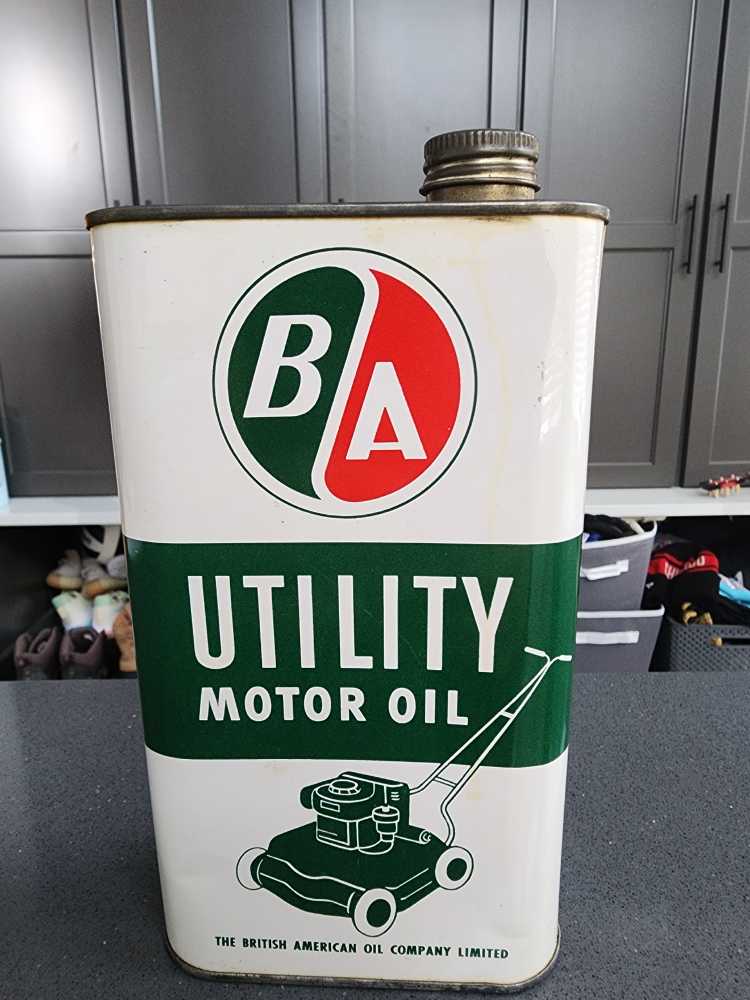 BA
UTILITY
MOTOR OIL
THE BRITISH AMERICAN OIL COMPANY LIMITED